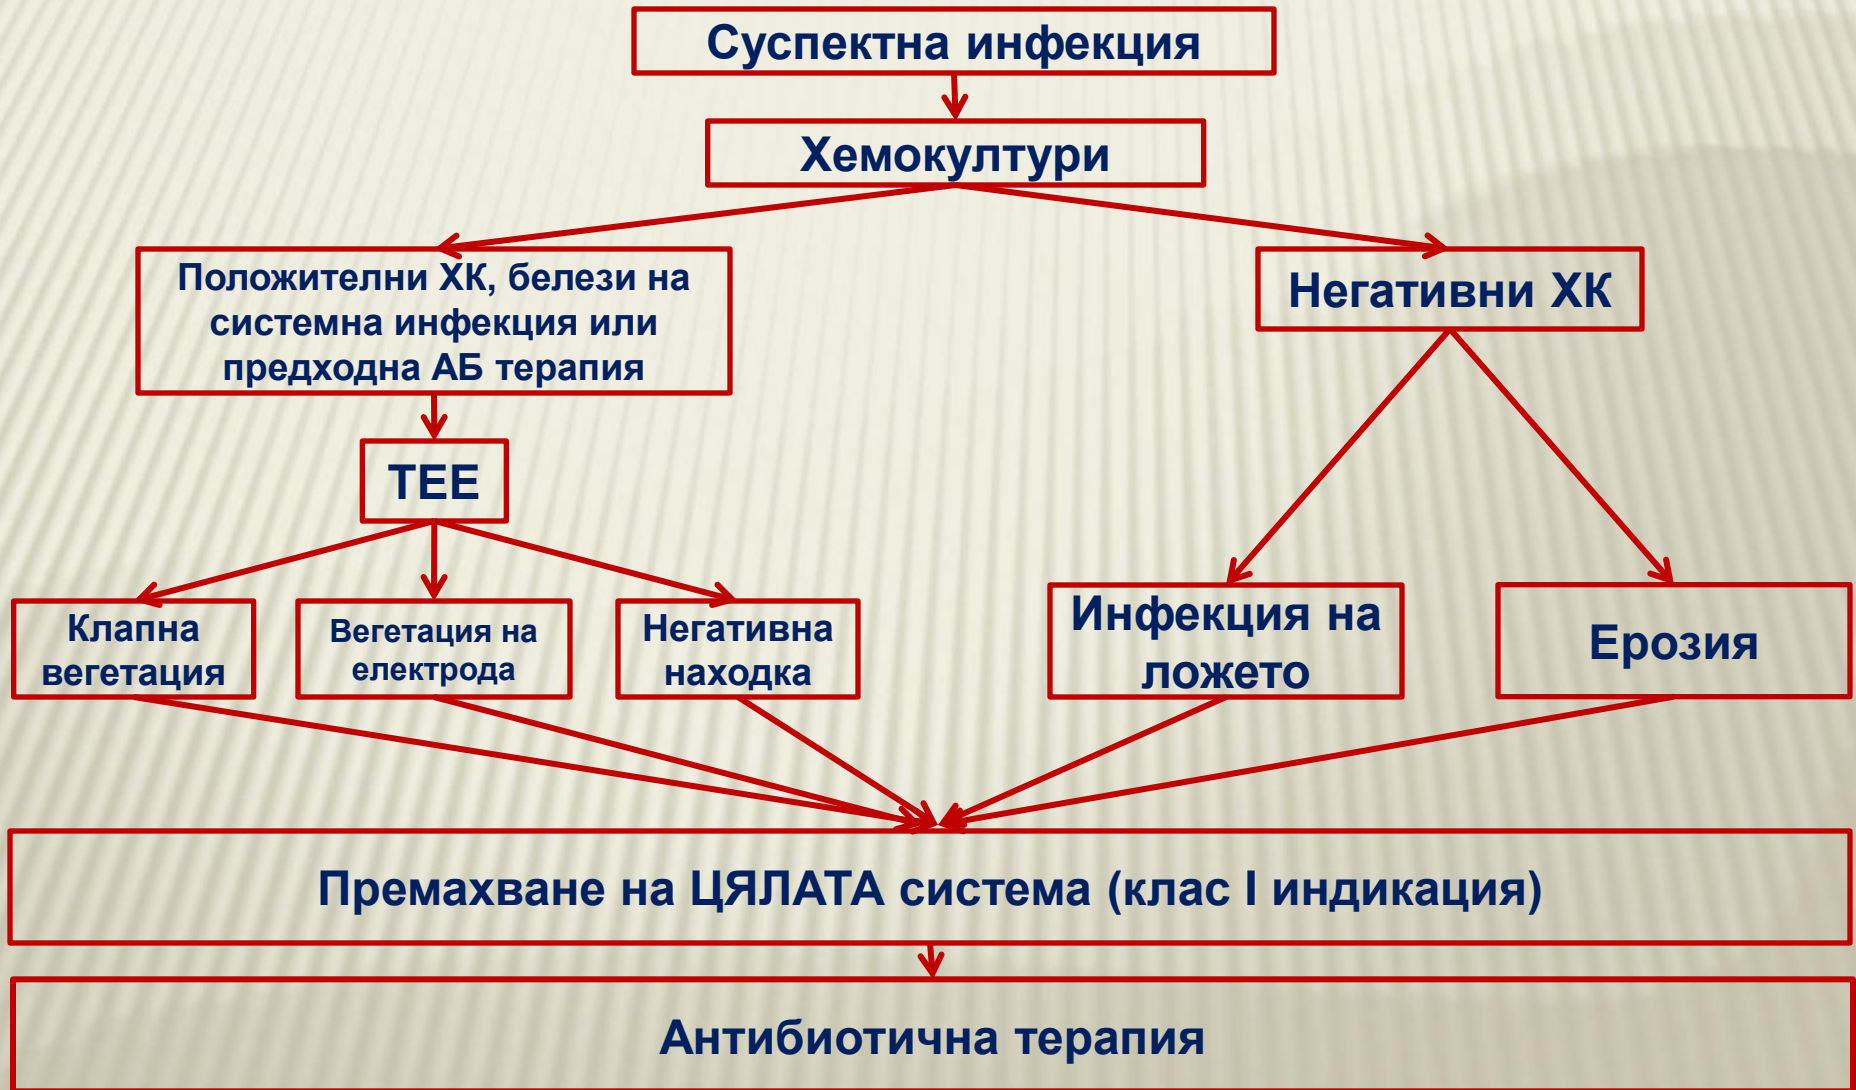 Суспектна инфекция
Хемокултури
Положителни ХК, белези на
системна инфекция или
предходна АБ терапия
Негативни ХК
ТЕЕ
Клапна
вегетация
Вегетация на
електрода
Негативна
находка
Инфекция на
ложето
Ерозия
Премахване на ЦЯЛАТА система (клас I индикация)
Антибиотична терапия